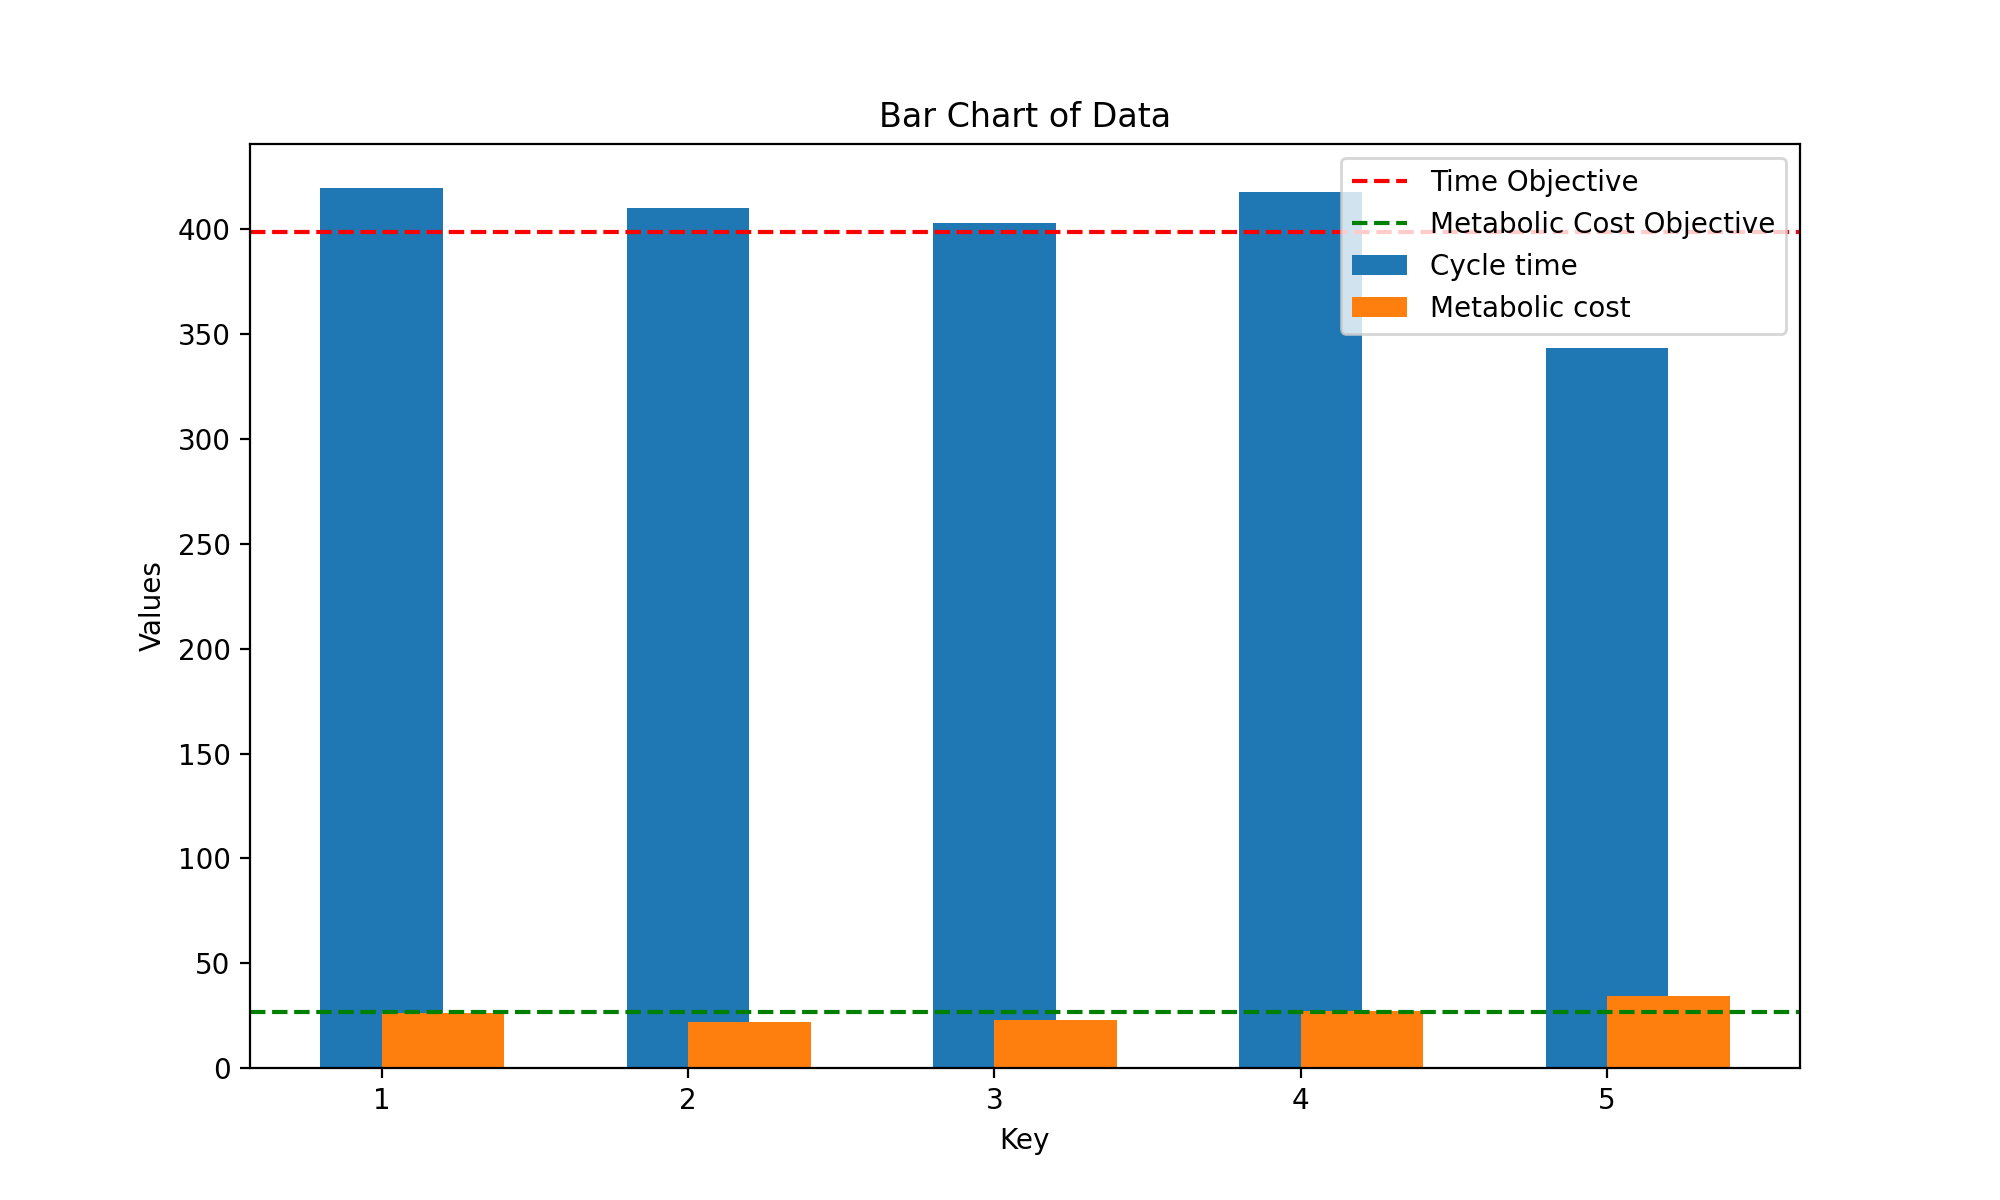 Bar Chart of Data
Time Objective
Metabolic Cost Objective
Cycle time
Metabolic cost
400
350
300
250
200
150
100
50
0
Values
1 2 3 4 5
Key